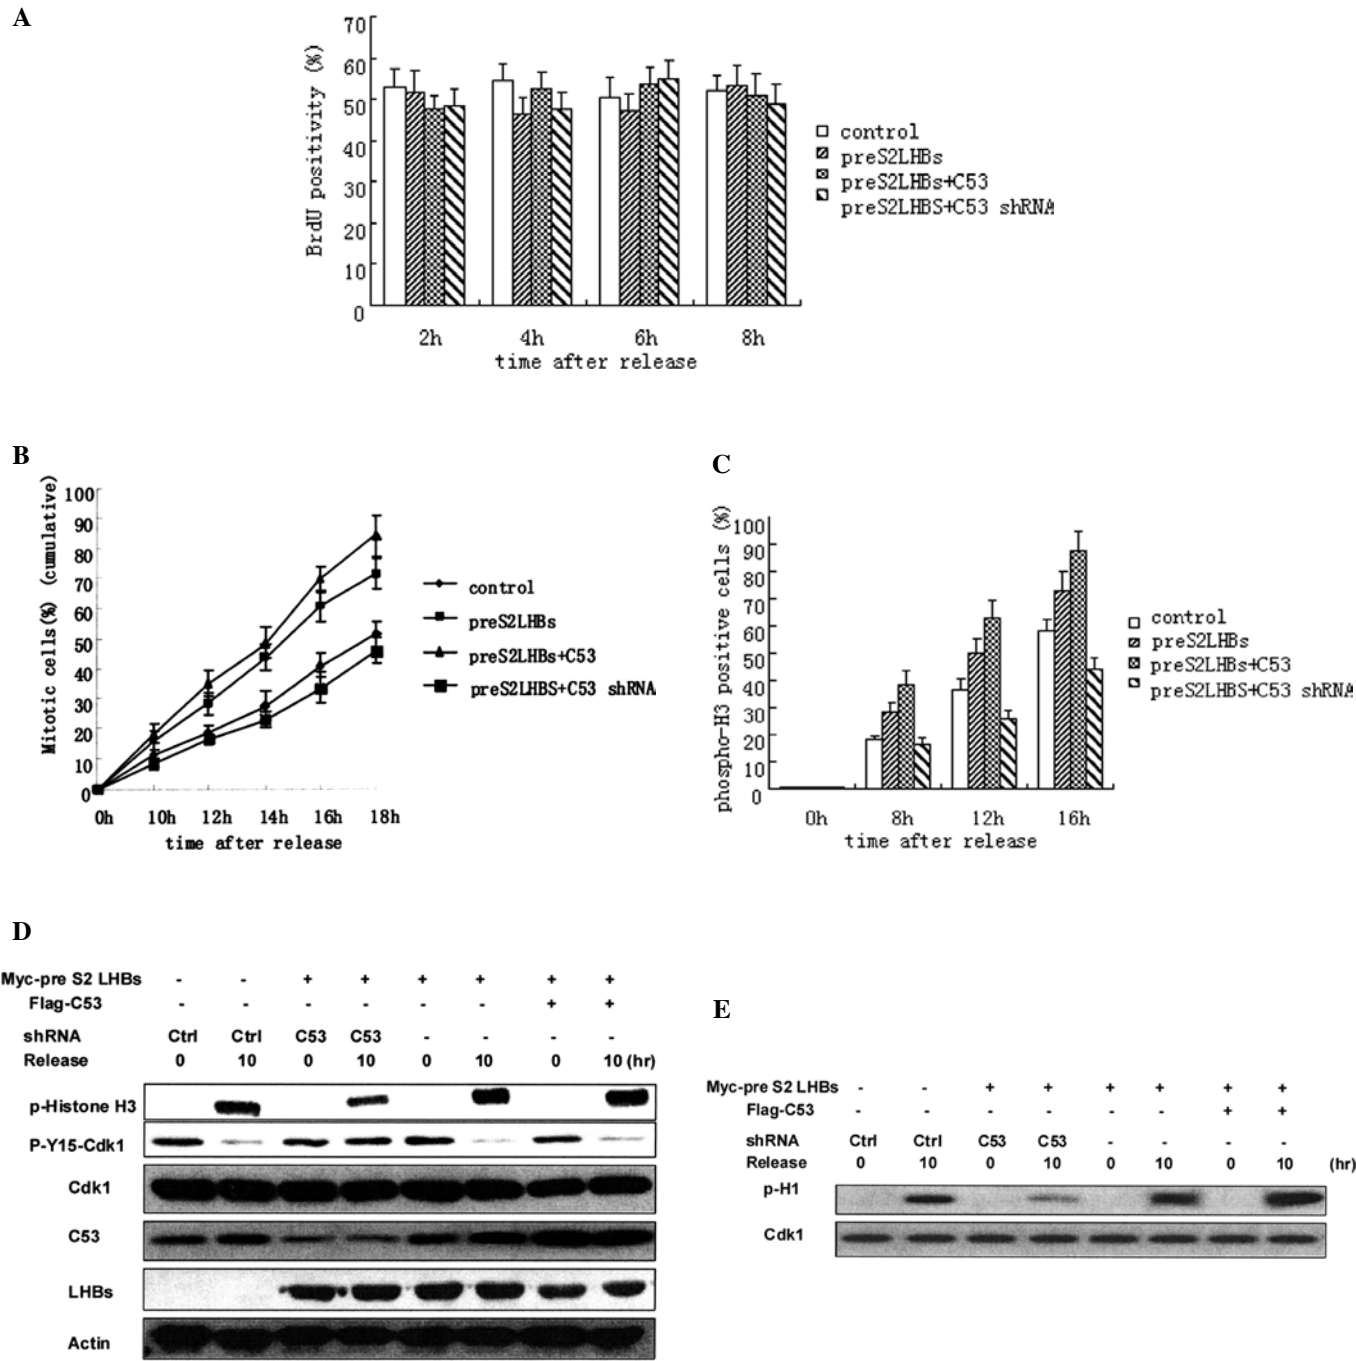 A
BrdU positivity (%)
70
60
50
40
30
20
10
0
2h 4h 6h 8h
time after release
control
preS2LHBs
preS2LHBs+C53
preS2LHBS+C53 shRNA
B
Mitotic cells(%) (cumulative)
100
90
80
70
60
50
40
30
20
10
0
0h 10h 12h 14h 16h 18h
time after release
control
preS2LHBs
preS2LHBs+C53
preS2LHBS+C53 shRNA
C
phospho-H3 positive cells (%)
100
90
80
70
60
50
40
30
20
10
0
0h 8h 12h 16h
time after release
control
preS2LHBs
preS2LHBs+C53
preS2LHBS+C53 shRNA
D
Myc-pre S2 LHBs - - + + + + + +
Flag-C53 - - - - - - + +
shRNA Ctrl Ctrl C53 C53 - - - -
Release 0 10 0 10 0 10 0 10 (hr)
p-Histone H3
P-Y15-Cdk1
Cdk1
C53
LHBs
Actin
E
Myc-pre S2 LHBs - - + + + + + +
Flag-C53 - - - - - - + +
shRNA Ctrl Ctrl C53 C53 - - - -
Release 0 10 0 10 0 10 0 10 (hr)
p-H1
Cdk1